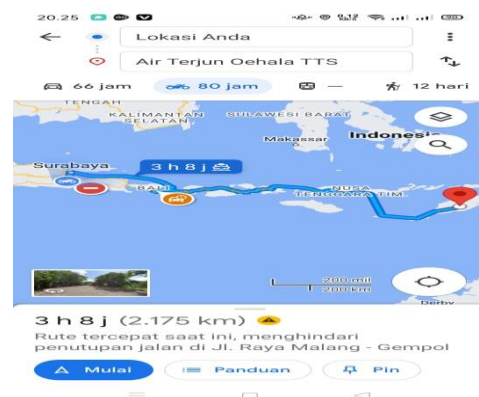 20.25
Lokasi Anda
Air Terjun Oehala TTS
66 jam 80 jam — 12 hari
TENGAH
KALIMANTAN SELATAN
SULAWESI BARAT
Makassar
Indonesi
Surabaya
3 h 8 j
BALI
NUSA
TENGGARA TIM.
200 mil
200 km
Derby
3 h 8 j (2.175 km)
Rute tercepat saat ini, menghindari
penutupan jalan di Jl. Raya Malang - Gempol
Mulai Panduan Pin